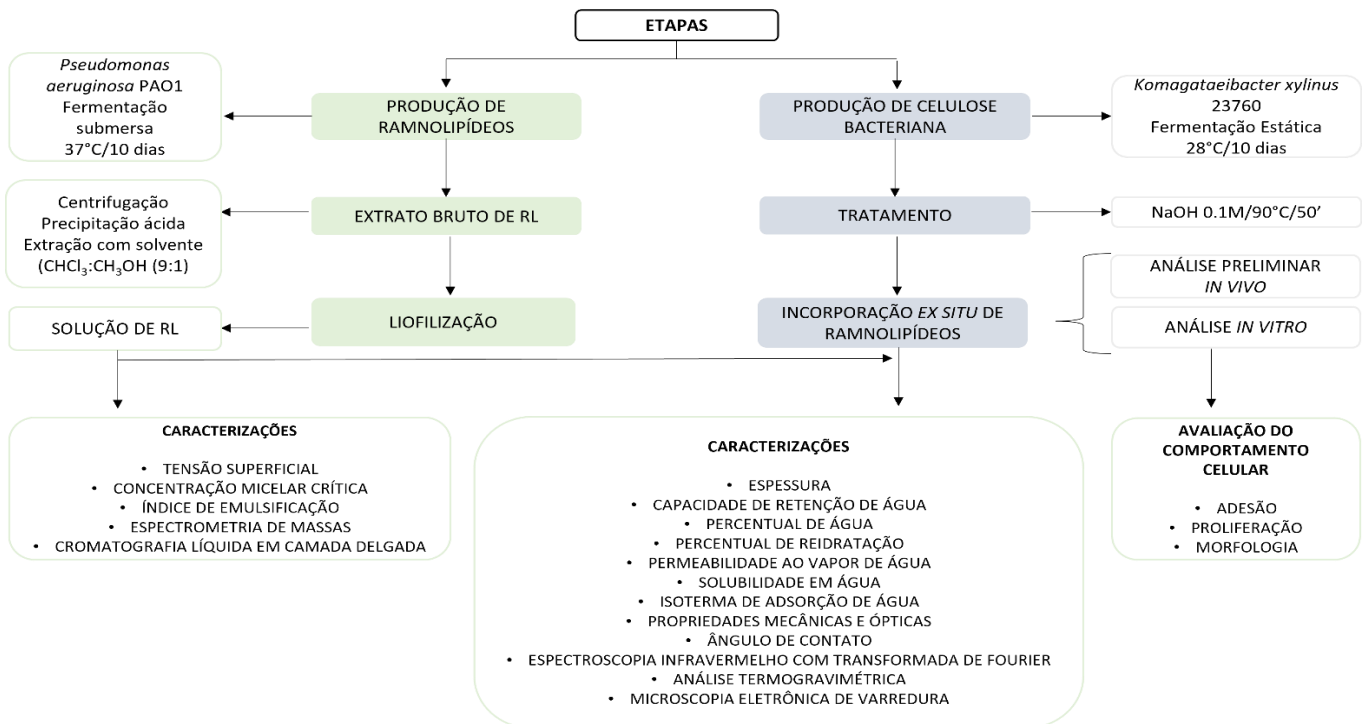 ETAPAS
Pseudomonas
aeruginosa PAO1
Fermentação
submersa
37°C/10 dias
PRODUÇÃO DE
RAMNOLIPÍDEOS
PRODUÇÃO DE CELULOSE
BACTERIANA
Komagataeibacter xylinus
23760
Fermentação Estática
28°C/10 dias
Centrifugação
Precipitação ácida
Extração com solvente
(CHCl₃:CH₃OH (9:1)
EXTRATO BRUTO DE RL
TRATAMENTO
NaOH 0.1M/90°C/50’
SOLUÇÃO DE RL
LIOFILIZAÇÃO
INCORPORAÇÃO EX SITU DE
RAMNOLIPÍDEOS
ANÁLISE PRELIMINAR
IN VIVO
ANÁLISE IN VITRO
CARACTERIZAÇÕES
• TENSÃO SUPERFICIAL
• CONCENTRAÇÃO MICELAR CRÍTICA
• ÍNDICE DE EMULSIFICAÇÃO
• ESPECTROMETRIA DE MASSAS
• CROMATOGRAFIA LÍQUIDA EM CAMADA DELGADA
CARACTERIZAÇÕES
• ESPESSURA
• CAPACIDADE DE RETENÇÃO DE ÁGUA
• PERCENTUAL DE ÁGUA
• PERCENTUAL DE REIDRATAÇÃO
• PERMEABILIDADE AO VAPOR DE ÁGUA
• SOLUBILIDADE EM ÁGUA
• ISOTERMA DE ADSORÇÃO DE ÁGUA
• PROPRIEDADES MECÂNICAS E ÓPTICAS
• ÂNGULO DE CONTATO
• ESPECTROSCOPIA INFRAVERMELHO COM TRANSFORMADA DE FOURIER
• ANÁLISE TERMOGRAVIMÉTRICA
• MICROSCOPIA ELETRÔNICA DE VARREDURA
AVALIAÇÃO DO
COMPORTAMENTO
CELULAR
• ADESÃO
• PROLIFERAÇÃO
• MORFOLOGIA